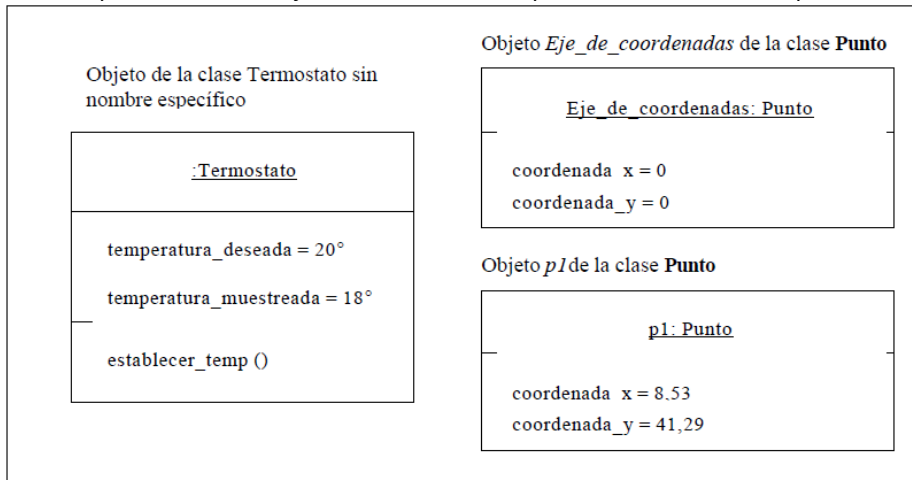 Objeto de la clase Termostato sin
nombre específico
:Termostato
temperatura_deseada = 20°
temperatura_muestreada = 18°
establecer_temp ()
Objeto Eje_de_coordenadas de la clase Punto
Eje_de_coordenadas: Punto
coordenada x = 0
coordenada_y = 0
Objeto p1de la clase Punto
p1: Punto
coordenada x = 8,53
coordenada_y = 41,29